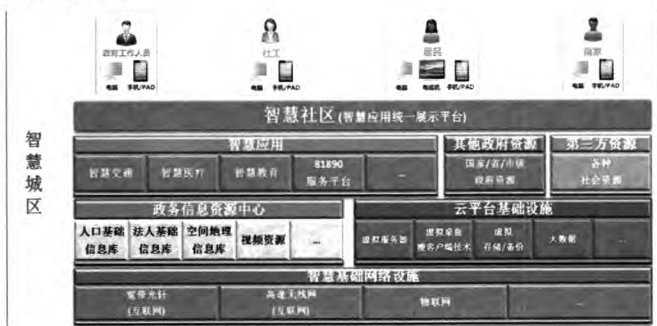 政府工作人员
社工
居民
商家
电脑 手机/PAD
电脑 手机/PAD
电脑 电视机 手机/PAD
电脑 手机/PAD
智慧城区
智慧社区(智慧应用统一展示平台)
智慧应用
其他政府资源
第三方资源
智慧交通
智慧医疗
智慧教育
81890
服务平台
...
国家/省/市级
政府资源
各种
社会资源
政务信息资源中心
云平台基础设施
人口基础
信息库
法人基础
信息库
空间地理
信息库
视频资源
...
虚拟服务器
虚拟桌面
瘦客户端技术
虚拟
存储/备份
大数据
...
智慧基础网络设施
宽带光纤
(互联网)
高速无线网
(互联网)
物联网
...